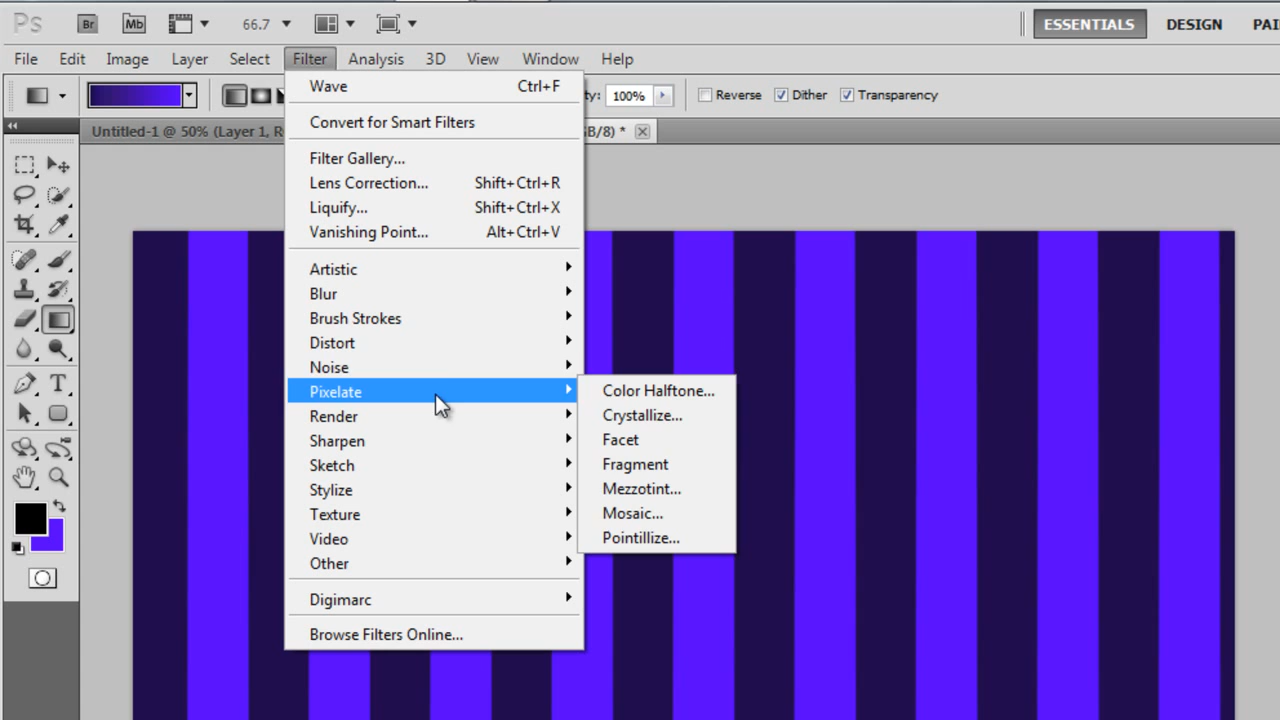 Ps Br Mb 66.7 ESSENTIALS DESIGN PAI
File Edit Image Layer Select Filter Analysis 3D View Window Help
ty: 100% Reverse Dither Transparency
Untitled-1 @ 50% (Layer 1, R GB/8) *
Wave Ctrl+F
Convert for Smart Filters
Filter Gallery...
Lens Correction... Shift+Ctrl+R
Liquify... Shift+Ctrl+X
Vanishing Point... Alt+Ctrl+V
Artistic
Blur
Brush Strokes
Distort
Noise
Pixelate
Render
Sharpen
Sketch
Stylize
Texture
Video
Other
Digimarc
Browse Filters Online...
Color Halftone...
Crystallize...
Facet
Fragment
Mezzotint...
Mosaic...
Pointillize...
T